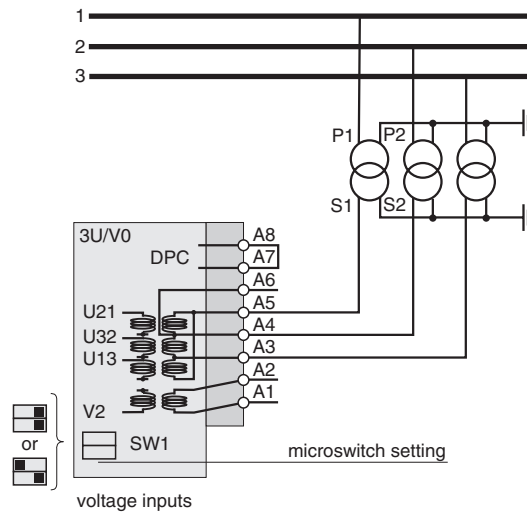 1
2
3
P1 P2
S1 S2
3U/V0
DPC
A8
A7
A6
A5
A4
A3
A2
A1
U21
U32
U13
V2
SW1
or
microswitch setting
voltage inputs